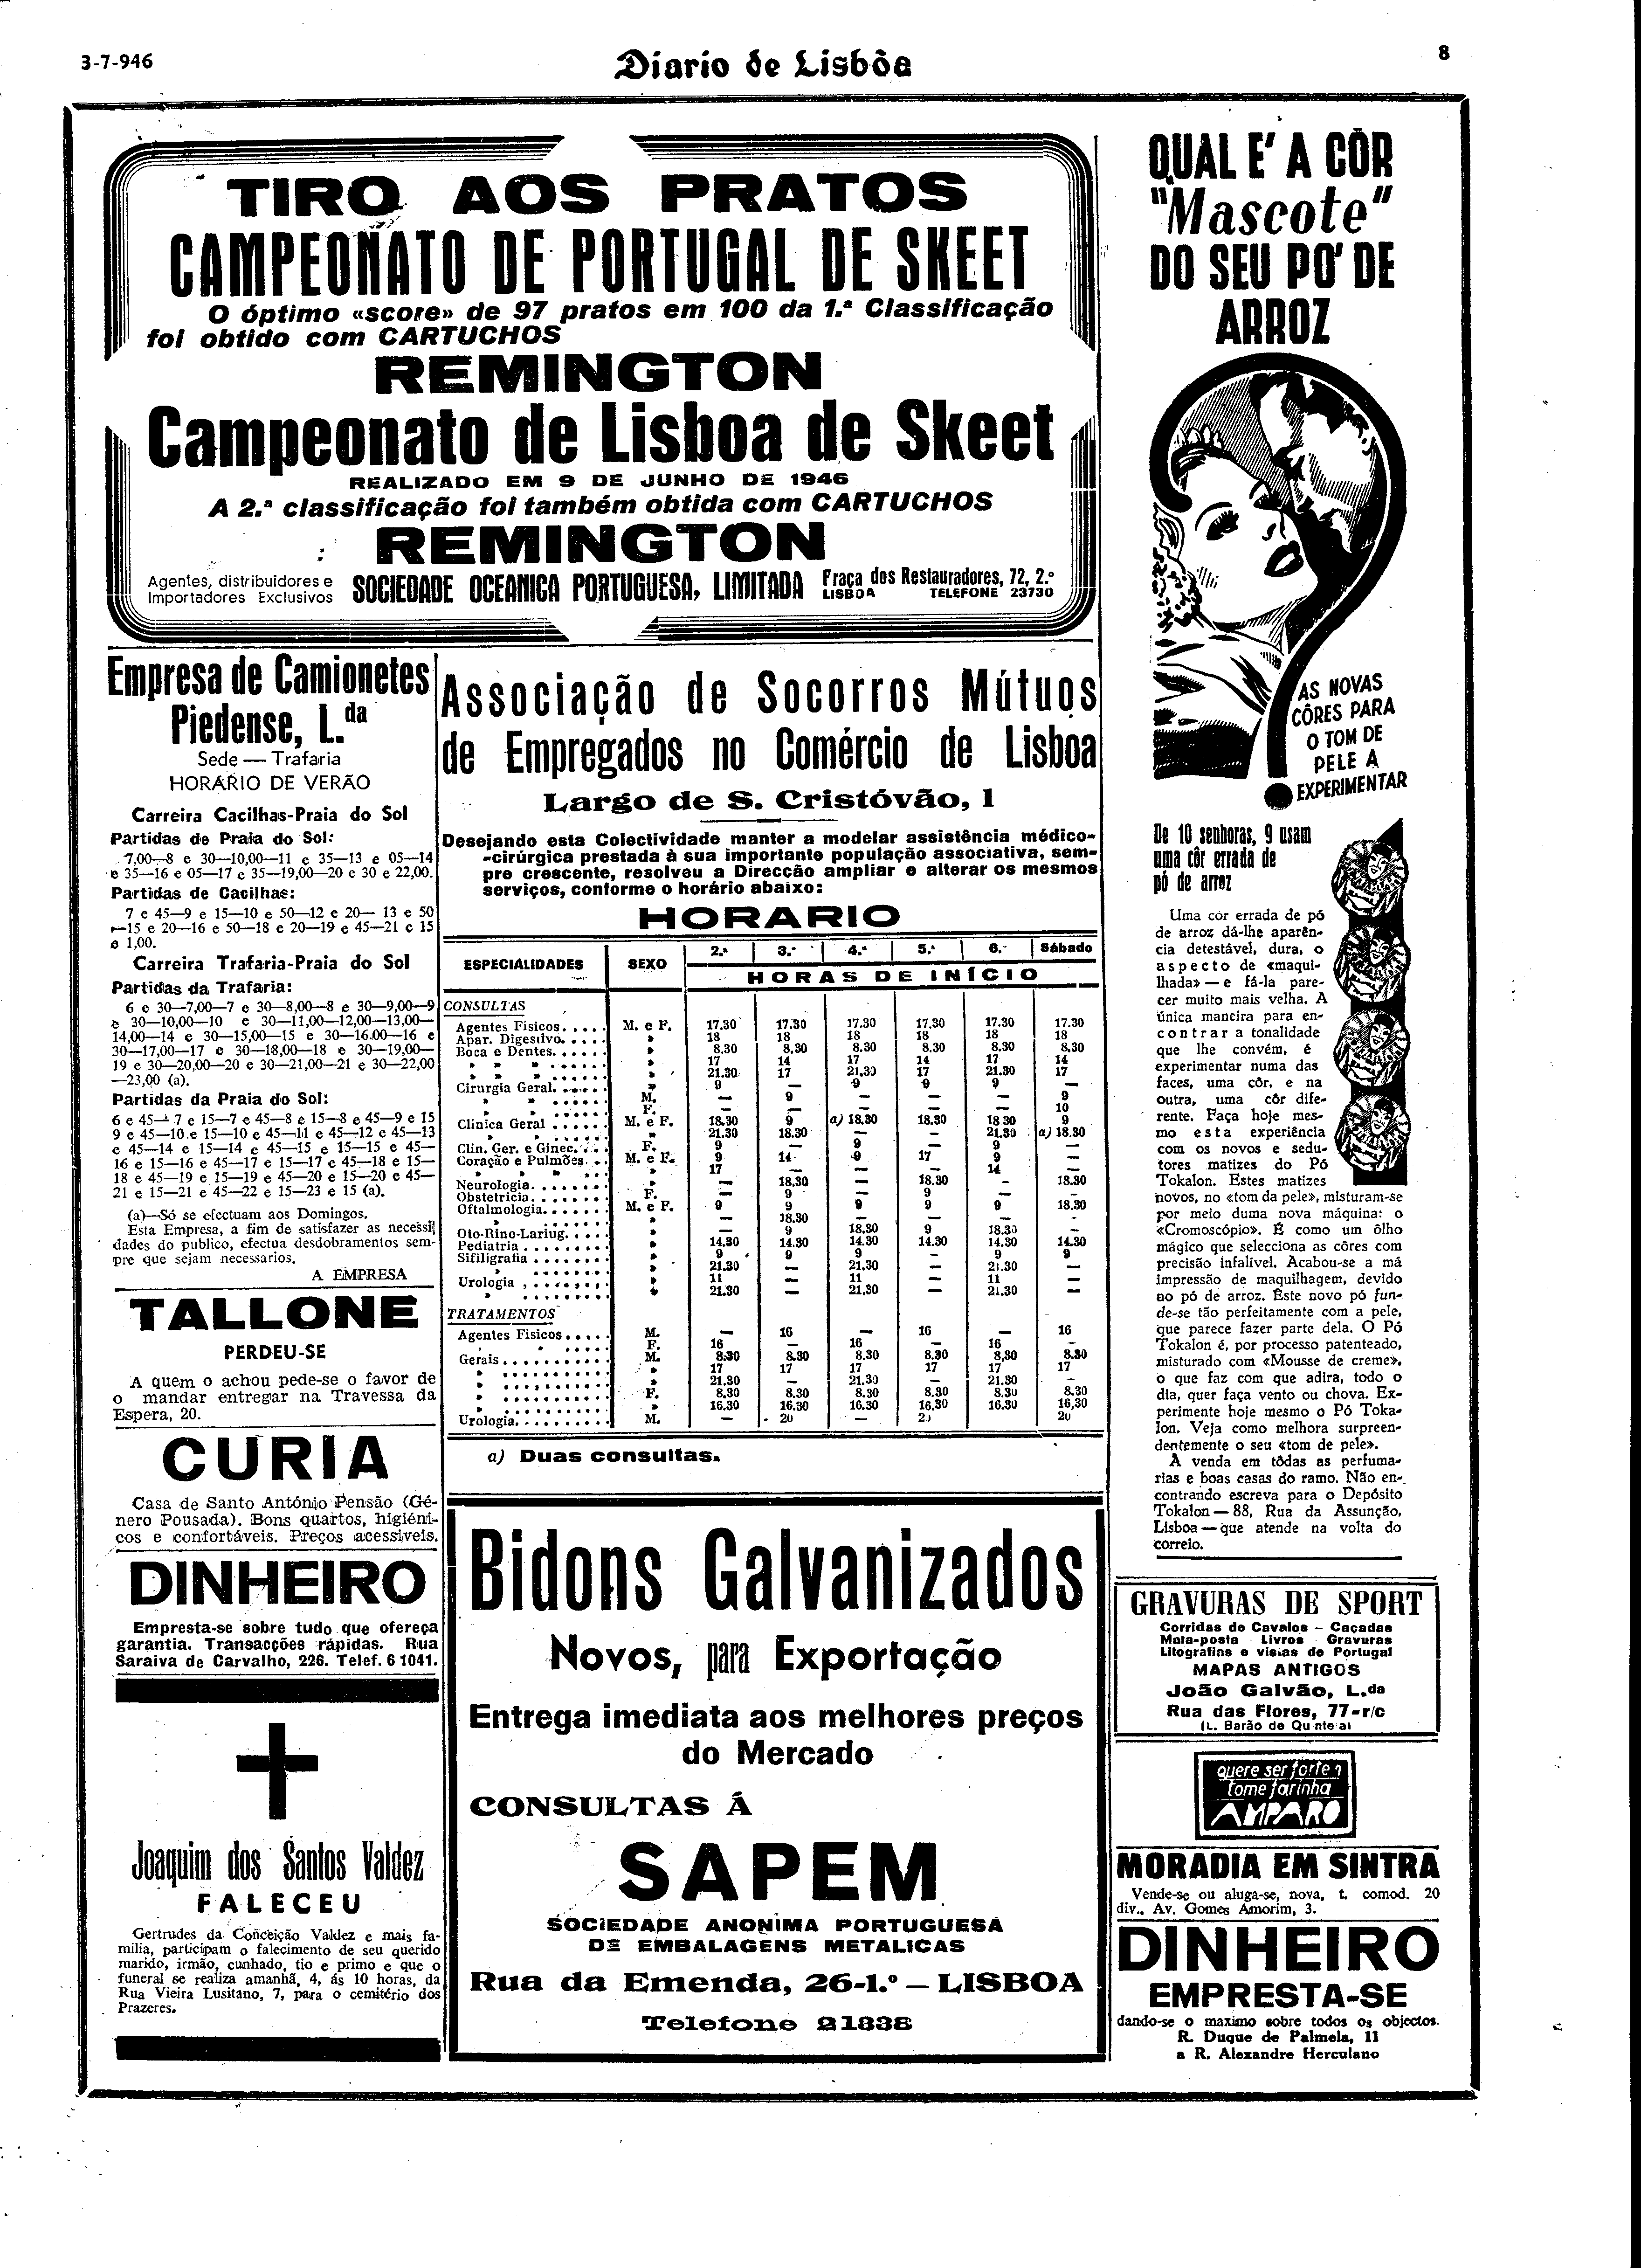 3-7-946
Diario de Lisbôa
8
TIRO AOS PRATOS
CAMPEONATO DE PORTUGAL DE SKEET
O óptimo «score» de 97 pratos em 100 da 1.ª Classificação
foi obtido com CARTUCHOS
REMINGTON
Campeonato de Lisboa de Skeet
REALIZADO EM 9 DE JUNHO DE 1946
A 2.ª classificação foi também obtida com CARTUCHOS
REMINGTON
Agentes, distribuidores e
Importadores Exclusivos
SOCIEDADE OCEANICA PORTUGUESA, LIMITADA
Praça dos Restauradores, 72, 2.º
LISBOA TELEFONE 23730
Empresa de Camionetes
Piedense, L.da
Sede — Trafaria
HORARIO DE VERÃO
Carreira Cacilhas-Praia do Sol
Partidas de Praia do Sol:
7,00—8 e 30—10,00—11 e 35—13 e 05—14
e 35—16 e 05—17 e 35—19,00—20 e 30 e 22,00.
Partidas de Cacilhas:
7 e 45—9 e 15—10 e 50—12 e 20— 13 e 50
—15 e 20—16 e 50—18 e 20—19 e 45—21 e 15
e 1,00.
Carreira Trafaria-Praia do Sol
Partidas da Trafaria:
6 e 30—7,00—7 e 30—8,00—8 e 30—9,00—9
e 30—10,00—10 e 30—11,00—12,00—13,00—
14,00—14 e 30—15,00—15 e 30—16.00—16 e
30—17,00—17 e 30—18,00—18 e 30—19,00—
19 e 30—20,00—20 e 30—21,00—21 e 30—22,00
—23,00 (a).
Partidas da Praia do Sol:
6 e 45— 7 e 15—7 e 45—8 e 15—8 e 45—9 e 15
9 e 45—10 e 15—10 e 45—11 e 45—12 e 45—13
e 45—14 e 15—14 e 45—15 e 15—15 e 45—
16 e 15—16 e 45—17 e 15—17 e 45—18 e 15—
18 e 45—19 e 15—19 e 45—20 e 15—20 e 45—
21 e 15—21 e 45—22 e 15—23 e 15 (a).
(a)—Só se efectuam aos Domingos.
Esta Empresa, a fim de satisfazer as necessi
dades do publico, efectua desdobramentos sem-
pre que sejam necessarios.
A EMPRESA
TALLONE
PERDEU-SE
A quem o achou pede-se o favor de
o mandar entregar na Travessa da
Espera, 20.
CURIA
Casa de Santo António Pensão (Gé-
nero Pousada). Bons quartos, higiéni-
cos e confortáveis. Preços acessiveis.
DINHEIRO
Empresta-se sobre tudo que ofereça
garantia. Transacções rápidas. Rua
Saraiva de Carvalho, 226. Telef. 6 1041.
Joaquim dos Santos Valdez
FALECEU
Gertrudes da Conceição Valdez e mais fa-
milia, participam o falecimento de seu querido
marido, irmão, cunhado, tio e primo e que o
funeral se realiza amanhã, 4, ás 10 horas, da
Rua Vieira Lusitano, 7, para o cemitério dos
Prazeres.
Associação de Socorros Mútuos
de Empregados no Comércio de Lisboa
Largo de S. Cristóvão, 1
Desejando esta Colectividade manter a modelar assistência médico-
-cirúrgica prestada à sua importante população associativa, sem-
pre crescente, resolveu a Direcção ampliar e alterar os mesmos
serviços, conforme o horário abaixo:
HORARIO
ESPECIALIDADES SEXO 2.ª 3.ª 4.ª 5.ª 6.ª Sábado
HORAS DE INÍCIO
CONSULTAS
Agentes Fisicos..... M. e F. 17.30 17.30 17.30 17.30 17.30 17.30
Apar. Digestivo...... » 18 18 18 18 18 18
Boca e Dentes...... » 8.30 8.30 8.30 8.30 8.30 8.30
» » » ...... » 17 14 17 14 17 14
» » » ...... » 21.30 17 21.30 17 21.30 17
Cirurgia Geral...... » 9 — 9 9 9 —
» » ...... M. — 9 — — — 9
» » ...... F. — — — — — 10
Clinica Geral ...... M. e F. 18.30 9 a) 18.30 18.30 18 30 9
» » ...... » 21.30 18.30 — — 21.30 a) 18.30
Clin. Ger. e Ginec.... F. 9 — 9 — 9 —
Coração e Pulmões... M. e F. 9 14 9 17 9 —
» » » .... » 17 — — — 14 —
Neurologia....... » — 18.30 — 18.30 — 18.30
Obstetricia....... F. — 9 — 9 — —
Oftalmologia...... M. e F. 9 9 9 9 9 18.30
» ...... » — 18.30 — — — —
Oto-Rino-Lariug.... » — 9 18.30 9 18.30 —
Pediatria ........ » 14.30 14.30 14.30 14.30 14.30 14.30
Sifiligrafia ....... » 9 9 9 — 9 9
» ....... » 21.30 — 21.30 — 21.30 —
Urologia ........ » 11 — 11 — 11 —
» ........ » 21.30 — 21.30 — 21.30 —
TRATAMENTOS
Agentes Fisicos..... M. — 16 — 16 — 16
» » ..... F. 16 — 16 — 16 —
Gerais........... M. 8.30 8.30 8.30 8.30 8,30 8.30
» .......... » 17 17 17 17 17 17
» .......... » 21.30 — 21.30 — 21.30 —
» .......... F. 8,30 8.30 8.30 8.30 8.30 8.30
» .......... » 16.30 16.30 16.30 16,30 16.30 16,30
Urologia......... M. — 20 — 20 — 20
a) Duas consultas.
Bidons Galvanizados
Novos, para Exportação
Entrega imediata aos melhores preços
do Mercado
CONSULTAS Á
SAPEM
SOCIEDADE ANONIMA PORTUGUESA
DE EMBALAGENS METALICAS
Rua da Emenda, 26-1.º — LISBOA
Telefone 21838
QUAL E' A CÔR
"Mascote"
DO SEU PO' DE
ARROZ
AS NOVAS
CÔRES PARA
O TOM DE
PELE A
EXPERIMENTAR
De 10 senhoras, 9 usam
uma côr errada de
pó de arroz
Uma cor errada de pó
de arroz dá-lhe aparên-
cia detestável, dura, o
aspecto de «maqui-
lhada» — e fá-la pare-
cer muito mais velha. A
única maneira para en-
contrar a tonalidade
que lhe convém, é
experimentar numa das
faces, uma côr, e na
outra, uma côr dife-
rente. Faça hoje mes-
mo esta experiência
com os novos e sedu-
tores matizes do Pó
Tokalon. Estes matizes
novos, no «tom da pele», misturam-se
por meio duma nova máquina: o
«Cromoscópio». É como um ôlho
mágico que selecciona as côres com
precisão infalível. Acabou-se a má
impressão de maquilhagem, devido
ao pó de arroz. Este novo pó fun-
de-se tão perfeitamente com a pele,
que parece fazer parte dela. O Pó
Tokalon é, por processo patenteado,
misturado com «Mousse de creme»,
o que faz com que adira, todo o
dia, quer faça vento ou chova. Ex-
perimente hoje mesmo o Pó Toka-
lon. Veja como melhora surpreen-
dentemente o seu «tom de pele».
À venda em tôdas as perfuma-
rias e boas casas do ramo. Não en-
contrando escreva para o Depósito
Tokalon — 88, Rua da Assunção,
Lisboa — que atende na volta do
correio.
GRAVURAS DE SPORT
Corridas de Cavalos - Caçadas
Mala-posta - Livros - Gravuras
Litografias e vistas de Portugal
MAPAS ANTIGOS
João Galvão, L.da
Rua das Flores, 77-r/c
(L. Barão de Quintela)
quere ser forte?
tome farinha
AMPARO
MORADIA EM SINTRA
Vende-se ou aluga-se, nova, t. comod. 20
div., Av. Gomes Amorim, 3.
DINHEIRO
EMPRESTA-SE
dando-se o maximo sobre todos os objectos.
R. Duque de Palmela, 11
a R. Alexandre Herculano